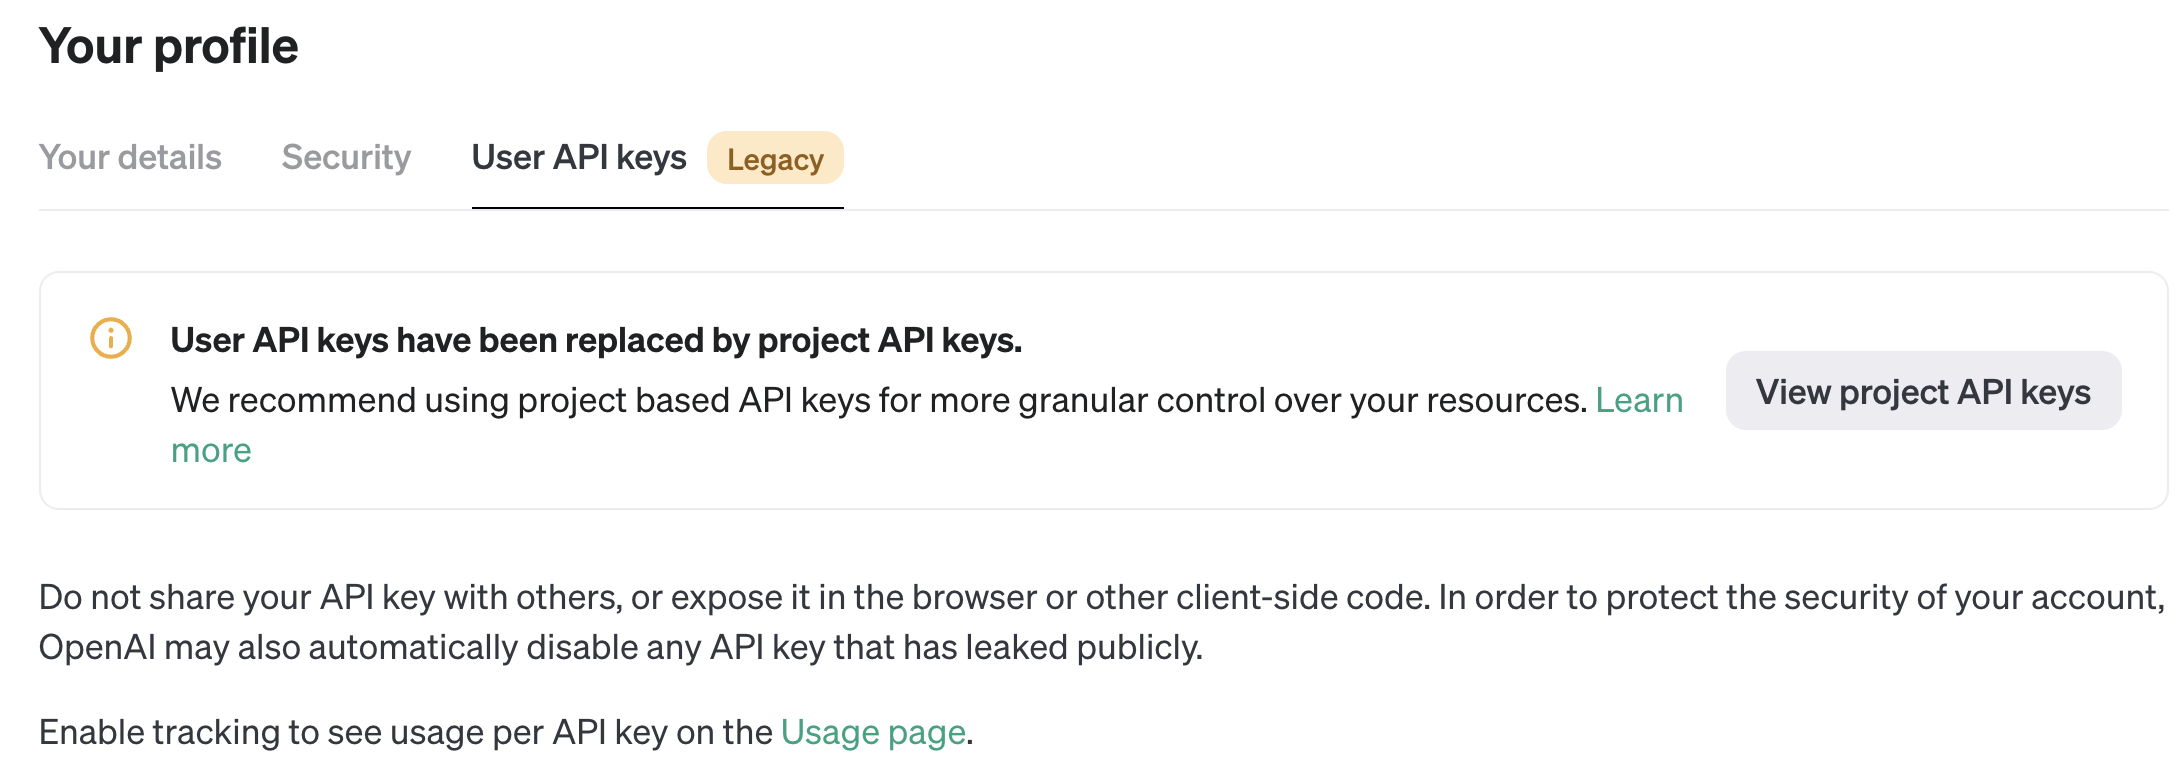 Your profile
Your details Security User API keys Legacy
User API keys have been replaced by project API keys.
We recommend using project based API keys for more granular control over your resources. Learn
more
View project API keys
Do not share your API key with others, or expose it in the browser or other client-side code. In order to protect the security of your account,
OpenAI may also automatically disable any API key that has leaked publicly.
Enable tracking to see usage per API key on the Usage page.